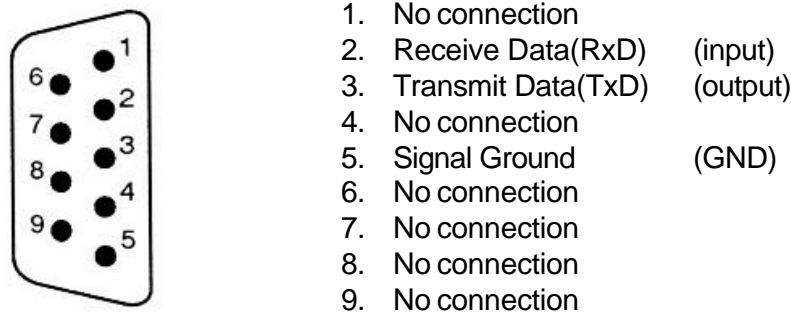 1
6
2
7
3
8
4
9
5
1. No connection
2. Receive Data(RxD) (input)
3. Transmit Data(TxD) (output)
4. No connection
5. Signal Ground (GND)
6. No connection
7. No connection
8. No connection
9. No connection